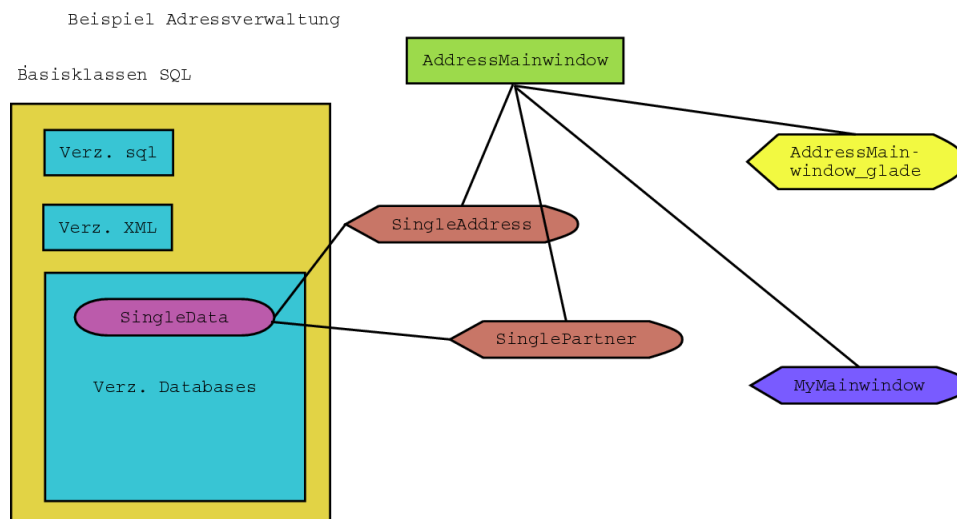 Beispiel Adressverwaltung
Basisklassen SQL
AddressMainwindow
Verz. sql
AddressMain-
window_glade
Verz. XML
SingleAddress
SingleData
SinglePartner
Verz. Databases
MyMainwindow